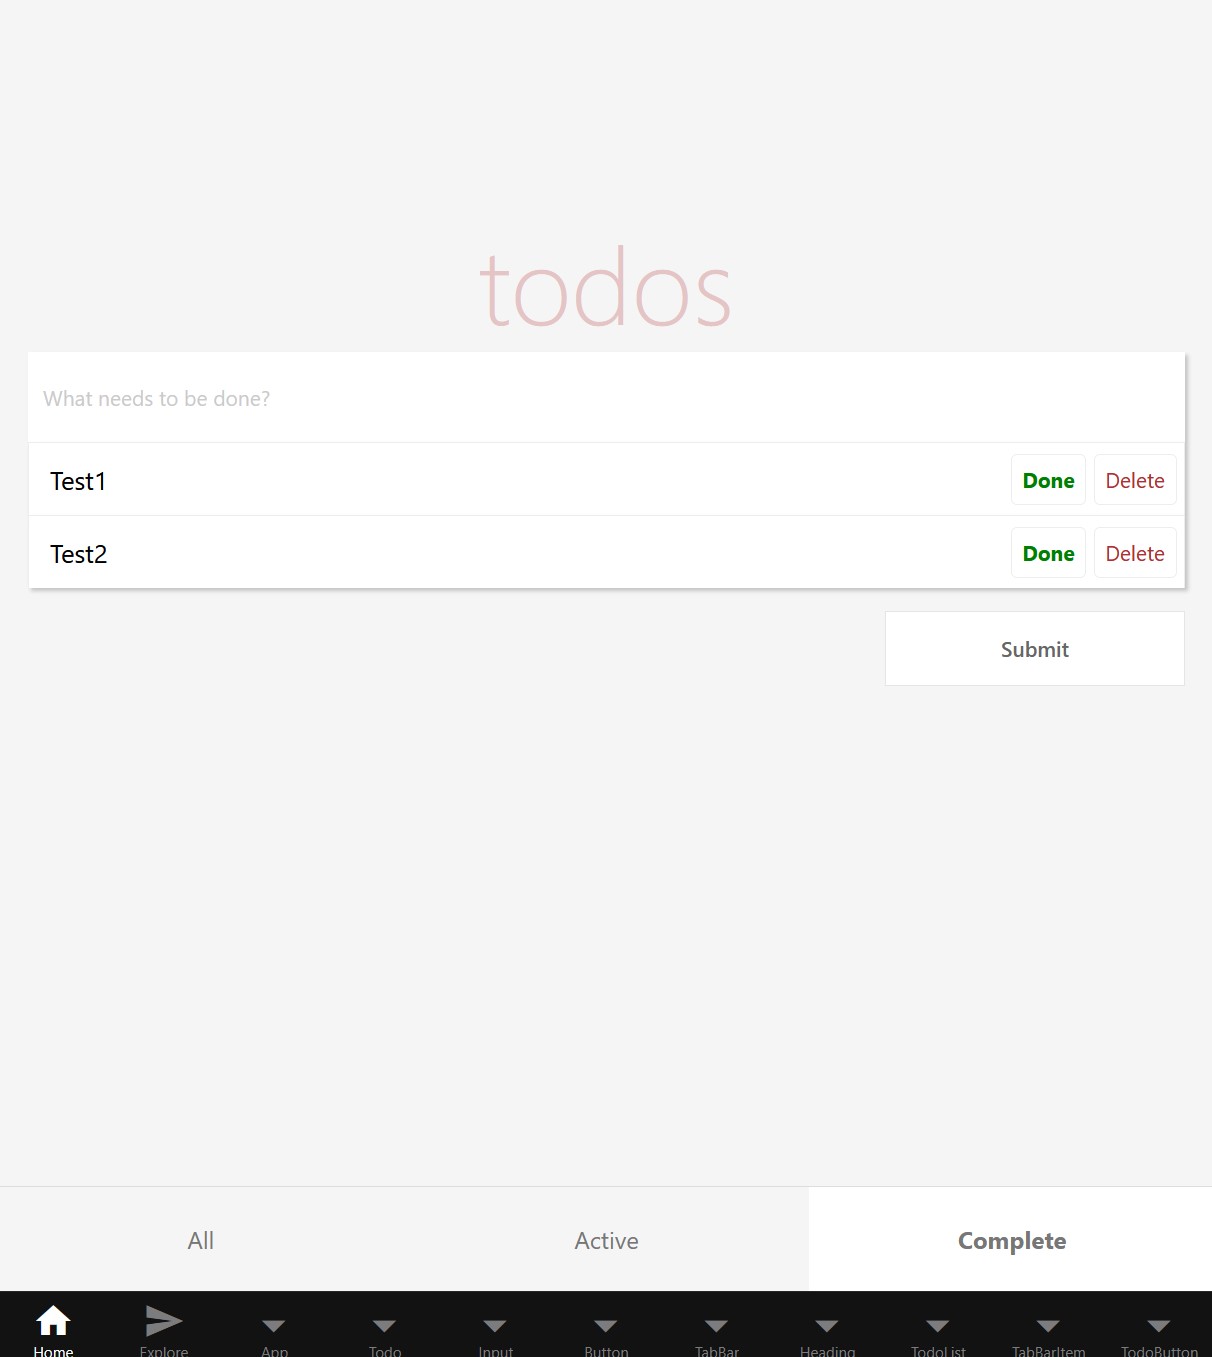 todos
What needs to be done?
Test1 Done Delete
Test2 Done Delete
Submit
All Active Complete
Home Explore App Todo Input Button TabBar Heading TodoList TabBarItem TodoButton